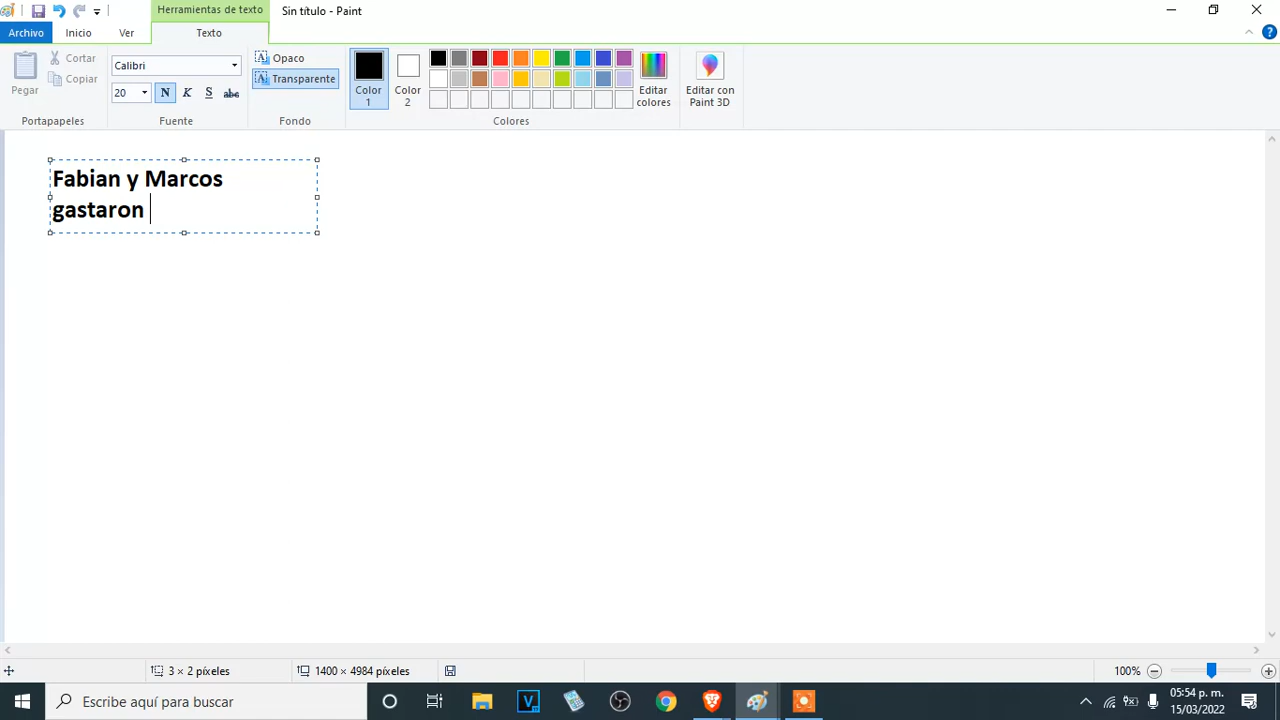 Herramientas de texto
Sin título - Paint
Archivo
Inicio
Ver
Texto
Pegar
Cortar
Copiar
Portapapeles
Calibri
20
N K S abc
Fuente
Opaco
Transparente
Fondo
Color 1
Color 2
Colores
Editar colores
Editar con Paint 3D
Fabian y Marcos
gastaron
3 × 2 píxeles
1400 × 4984 píxeles
100%
Escribe aquí para buscar
05:54 p. m.
15/03/2022